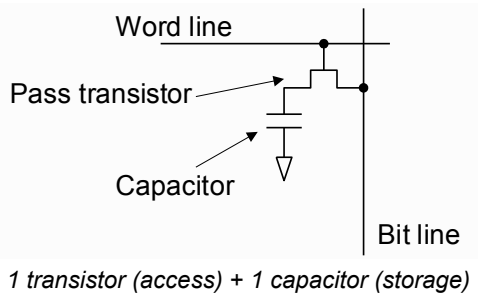 Word line
Pass transistor
Capacitor
Bit line
1 transistor (access) + 1 capacitor (storage)